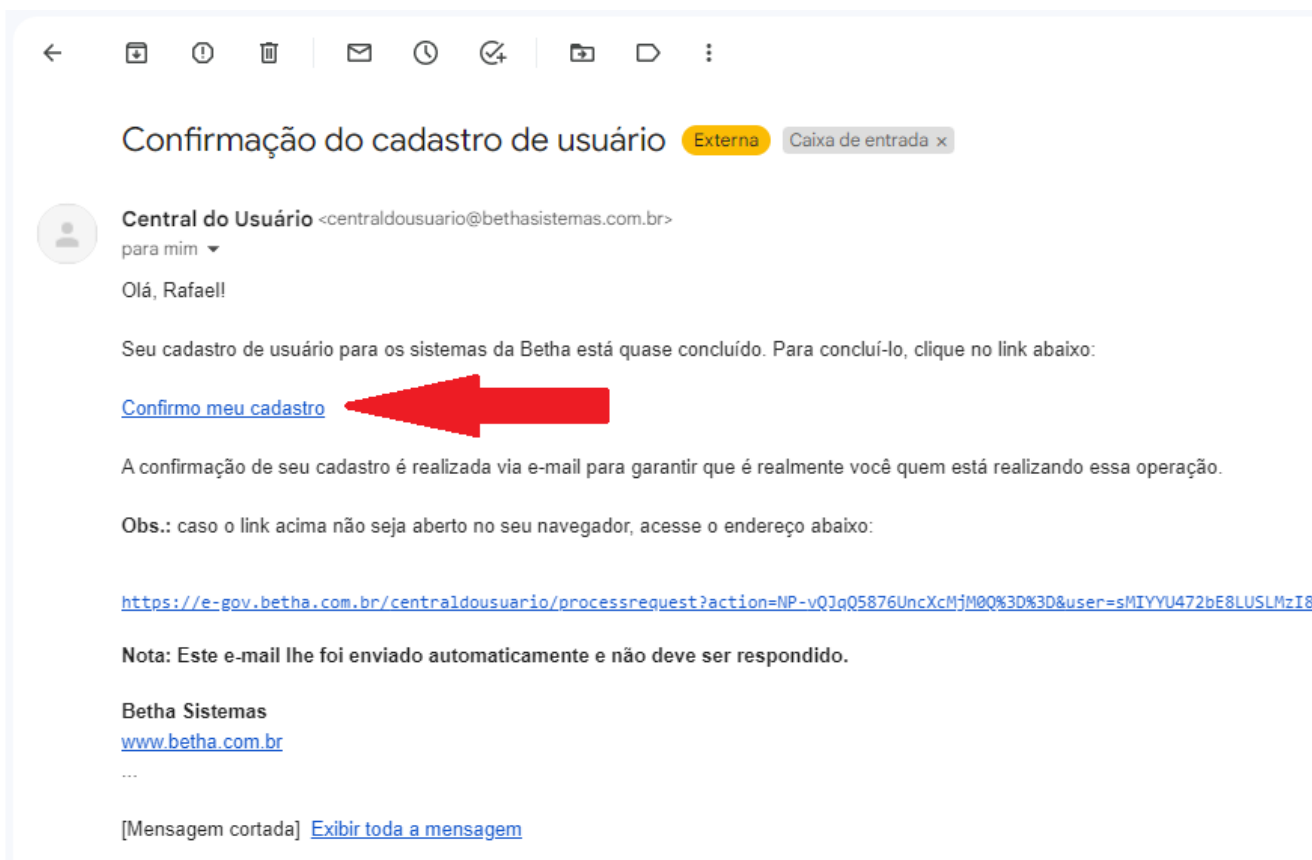 Confirmação do cadastro de usuário Externa Caixa de entrada ×
Central do Usuário <centraldousuario@bethasistemas.com.br>
para mim
Olá, Rafael!
Seu cadastro de usuário para os sistemas da Betha está quase concluído. Para concluí-lo, clique no link abaixo:
Confirmo meu cadastro
A confirmação de seu cadastro é realizada via e-mail para garantir que é realmente você quem está realizando essa operação.
Obs.: caso o link acima não seja aberto no seu navegador, acesse o endereço abaixo:
https://e-gov.betha.com.br/centraldousuario/processrequest?action=NP-vQJqQ5876UncXcMjM0Q%3D%3D&user=sMIYYU472bE8LUSLMzI8
Nota: Este e-mail lhe foi enviado automaticamente e não deve ser respondido.
Betha Sistemas
www.betha.com.br
...
[Mensagem cortada] Exibir toda a mensagem